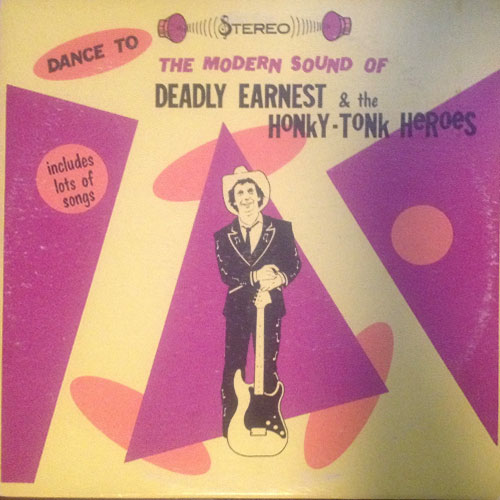 STEREO
DANCE TO
THE MODERN SOUND OF
DEADLY EARNEST & the
HONKY-TONK HEROES
includes
lots of
songs